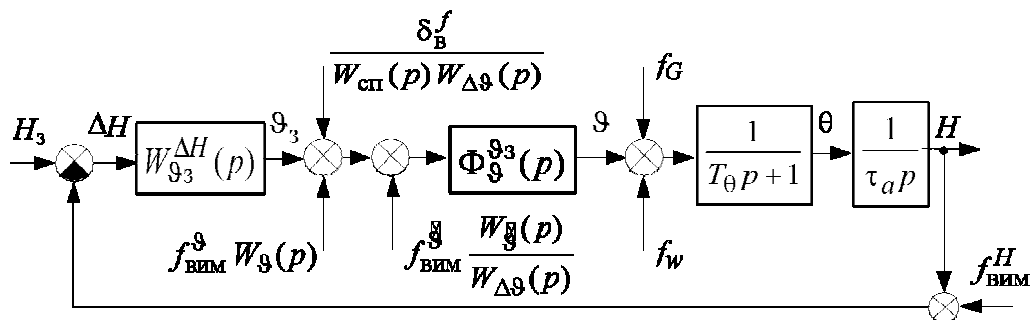 δ_в^f
W_сп(p) W_Δϑ(p)
f_G
H_з
ΔH
W_ϑз^ΔH(p)
ϑ_з
Φ_ϑ^ϑз(p)
ϑ
1
T_θ p + 1
θ
1
τ_a p
H
f_вим^ϑ W_ϑ(p)
f_вим
(p)
W_Δϑ(p)
f_w
f_вим^H